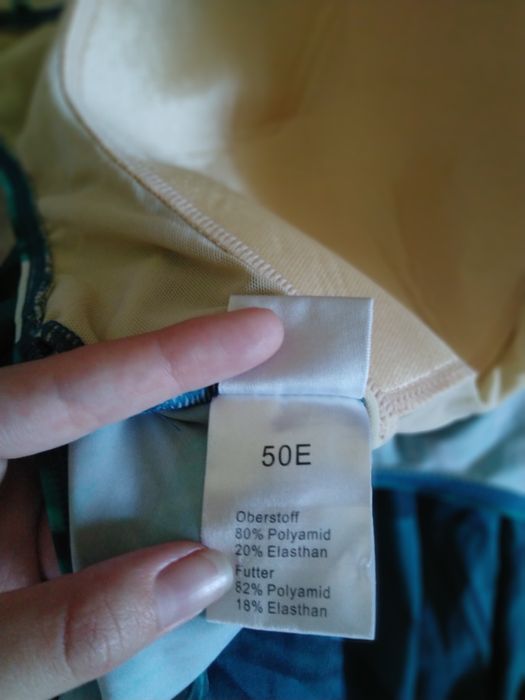 50E
Oberstoff
80% Polyamid
20% Elasthan
Futter
82% Polyamid
18% Elasthan